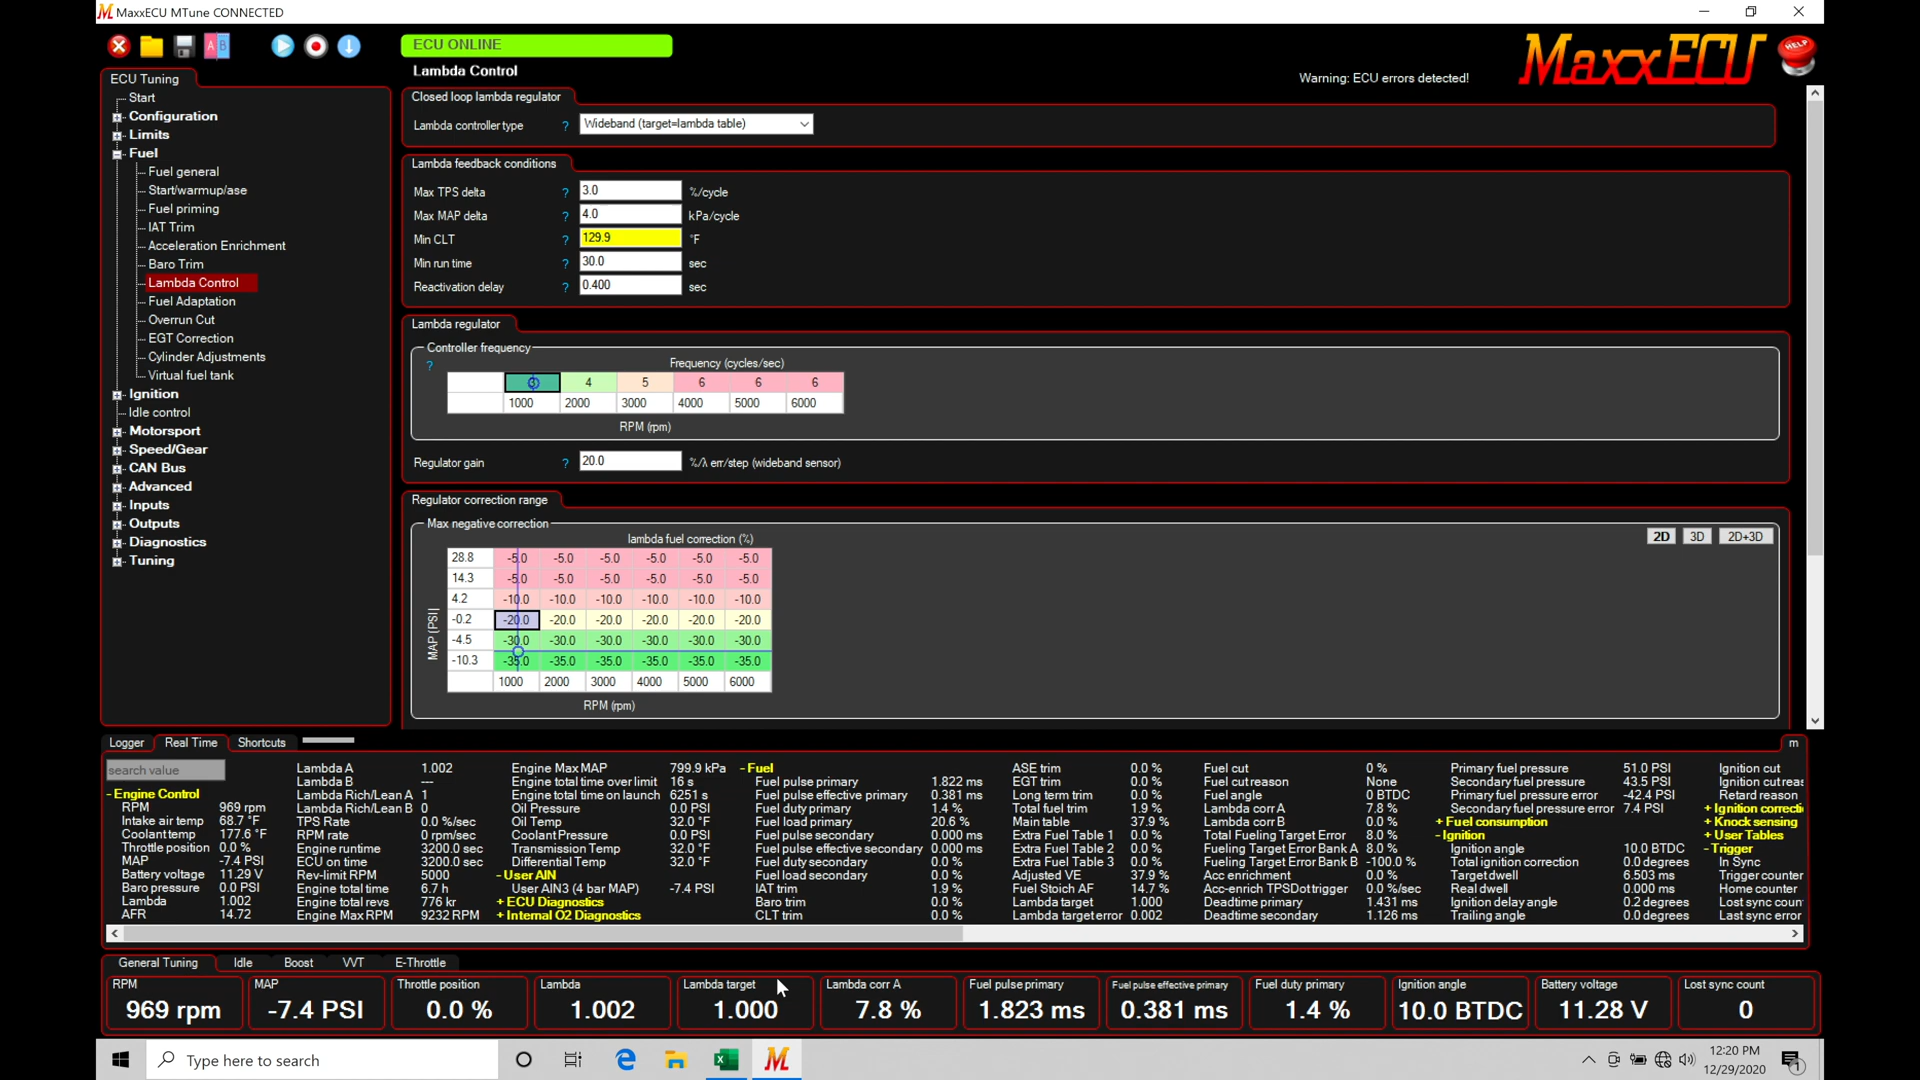 MaxxECU MTune CONNECTED
ECU ONLINE
Lambda Control
Warning: ECU errors detected!
MaxxECU
HELP
ECU Tuning
Start
Configuration
Limits
Fuel
Fuel general
Start/warmup/ase
Fuel priming
IAT Trim
Acceleration Enrichment
Baro Trim
Lambda Control
Fuel Adaptation
Overrun Cut
EGT Correction
Cylinder Adjustments
Virtual fuel tank
Ignition
Idle control
Motorsport
Speed/Gear
CAN Bus
Advanced
Inputs
Outputs
Diagnostics
Tuning
Closed loop lambda regulator
Lambda controller type ? Wideband (target=lambda table)
Lambda feedback conditions
Max TPS delta ? 3.0 %/cycle
Max MAP delta ? 4.0 kPa/cycle
Min CLT ? 129.9 °F
Min run time ? 30.0 sec
Reactivation delay ? 0.400 sec
Lambda regulator
Controller frequency
? Frequency (cycles/sec)
3 4 5 6 6 6
1000 2000 3000 4000 5000 6000
RPM (rpm)
Regulator gain ? 20.0 %/λ err/step (wideband sensor)
Regulator correction range
Max negative correction
2D 3D 2D+3D
lambda fuel correction (%)
MAP (PSI)
28.8 -5.0 -5.0 -5.0 -5.0 -5.0 -5.0
14.3 -5.0 -5.0 -5.0 -5.0 -5.0 -5.0
4.2 -10.0 -10.0 -10.0 -10.0 -10.0 -10.0
-0.2 -20.0 -20.0 -20.0 -20.0 -20.0 -20.0
-4.5 -30.0 -30.0 -30.0 -30.0 -30.0 -30.0
-10.3 -35.0 -35.0 -35.0 -35.0 -35.0 -35.0
1000 2000 3000 4000 5000 6000
RPM (rpm)
Logger Real Time Shortcuts m
search value
- Engine Control
RPM 969 rpm
Intake air temp 68.7 °F
Coolant temp 177.6 °F
Throttle position 0.0 %
MAP -7.4 PSI
Battery voltage 11.29 V
Baro pressure 0.0 PSI
Lambda 1.002
AFR 14.72
Lambda A 1.002
Lambda B ---
Lambda Rich/Lean A 1
Lambda Rich/Lean B 0
TPS Rate 0.0 %/sec
RPM rate 0 rpm/sec
Engine runtime 3200.0 sec
ECU on time 3200.0 sec
Rev-limit RPM 5000
Engine total time 6.7 h
Engine total revs 776 kr
Engine Max RPM 9232 RPM
Engine Max MAP 799.9 kPa
Engine total time over limit 16 s
Engine total time on launch 6251 s
Oil Pressure 0.0 PSI
Oil Temp 32.0 °F
Coolant Pressure 0.0 PSI
Transmission Temp 32.0 °F
Differential Temp 32.0 °F
- User AIN
User AIN3 (4 bar MAP) -7.4 PSI
+ ECU Diagnostics
+ Internal O2 Diagnostics
- Fuel
Fuel pulse primary 1.822 ms
Fuel pulse effective primary 0.381 ms
Fuel duty primary 1.4 %
Fuel load primary 20.6 %
Fuel pulse secondary 0.000 ms
Fuel pulse effective secondary 0.000 ms
Fuel duty secondary 0.0 %
Fuel load secondary 0.0 %
IAT trim 1.9 %
Baro trim 0.0 %
CLT trim 0.0 %
ASE trim 0.0 %
EGT trim 0.0 %
Long term trim 0.0 %
Total fuel trim 1.9 %
Main table 37.9 %
Extra Fuel Table 1 0.0 %
Extra Fuel Table 2 0.0 %
Extra Fuel Table 3 0.0 %
Adjusted VE 37.9 %
Fuel Stoich AF 14.7 %
Lambda target 1.000
Lambda target error 0.002
Fuel cut 0 %
Fuel cut reason None
Fuel angle 0 BTDC
Lambda corr A 7.8 %
Lambda corr B 0.0 %
Total Fueling Target Error 8.0 %
Fueling Target Error Bank A 8.0 %
Fueling Target Error Bank B -100.0 %
Acc enrichment 0.0 %
Acc-enrich TPSDot trigger 0.0 %/sec
Deadtime primary 1.431 ms
Deadtime secondary 1.126 ms
Primary fuel pressure 51.0 PSI
Secondary fuel pressure 43.5 PSI
Primary fuel pressure error -42.4 PSI
Secondary fuel pressure error 7.4 PSI
+ Fuel consumption
- Ignition
Ignition angle 10.0 BTDC
Total ignition correction 0.0 degrees
Target dwell 6.503 ms
Real dwell 0.000 ms
Ignition delay angle 0.2 degrees
Trailing angle 0.0 degrees
Ignition cut
Ignition cut reas
Retard reason
+ Ignition correcti
+ Knock sensing
+ User Tables
- Trigger
In Sync
Trigger counter
Home counter
Lost sync coun
Last sync error
General Tuning Idle Boost VVT E-Throttle
RPM 969 rpm
MAP -7.4 PSI
Throttle position 0.0 %
Lambda 1.002
Lambda target 1.000
Lambda corr A 7.8 %
Fuel pulse primary 1.823 ms
Fuel pulse effective primary 0.381 ms
Fuel duty primary 1.4 %
Ignition angle 10.0 BTDC
Battery voltage 11.28 V
Lost sync count 0
Type here to search
12:20 PM
12/29/2020
1